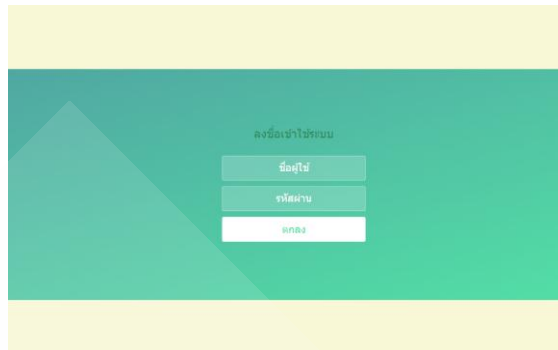 ลงชื่อเข้าใช้ระบบ
ชื่อผู้ใช้
รหัสผ่าน
ตกลง